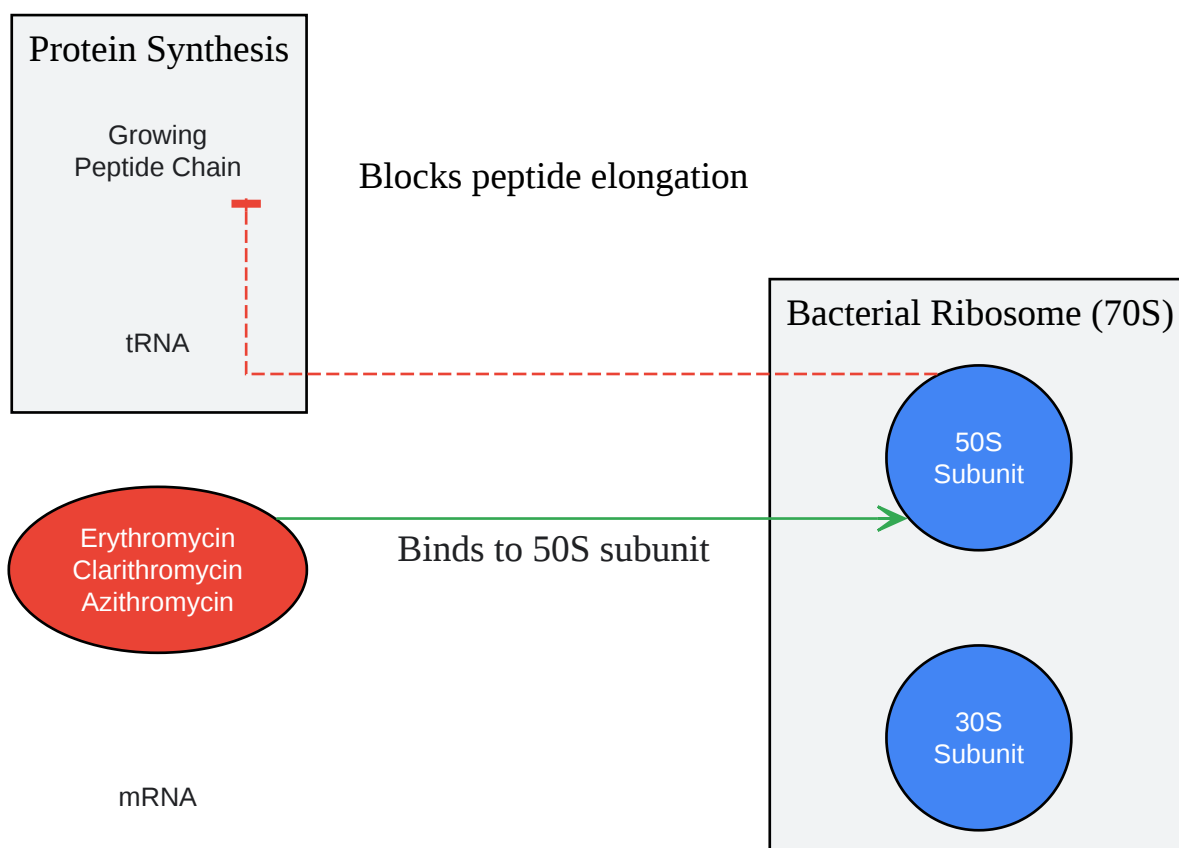 Protein Synthesis
Growing
Peptide Chain
Blocks peptide elongation
tRNA
Bacterial Ribosome (70S)
50S
Subunit
Erythromycin
Clarithromycin
Azithromycin
Binds to 50S subunit
30S
Subunit
mRNA